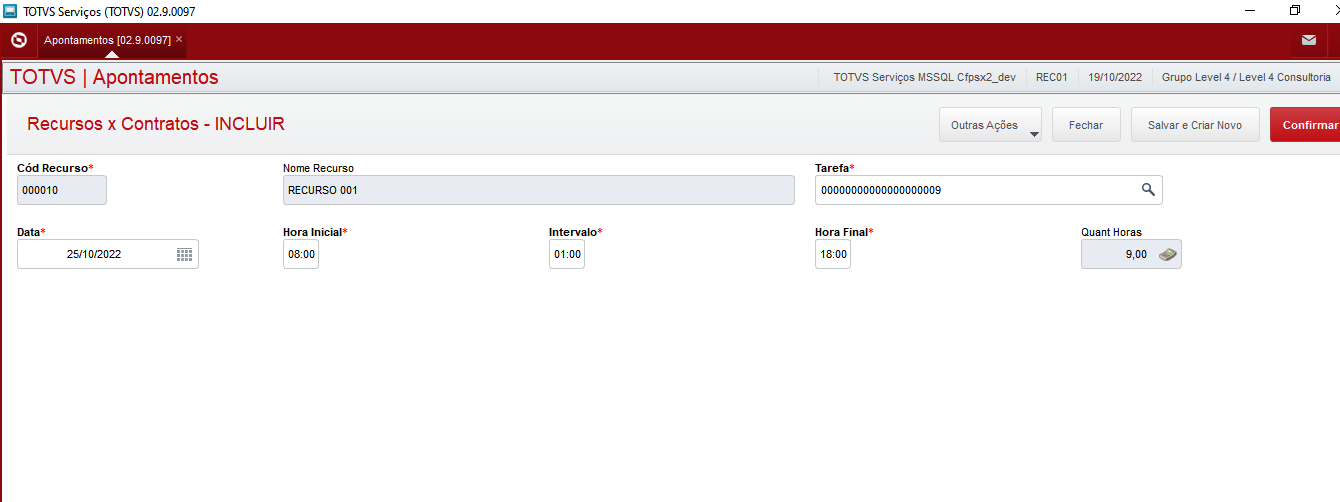 TOTVS Serviços (TOTVS) 02.9.0097
Apontamentos [02.9.0097] ×
TOTVS | Apontamentos
TOTVS Serviços MSSQL Cfpsx2_dev
REC01
19/10/2022
Grupo Level 4 / Level 4 Consultoria
Recursos x Contratos - INCLUIR
Outras Ações
Fechar
Salvar e Criar Novo
Confirmar
Cód Recurso*
Nome Recurso
Tarefa*
000010
RECURSO 001
00000000000000000009
Data*
Hora Inicial*
Intervalo*
Hora Final*
Quant Horas
25/10/2022
08:00
01:00
18:00
9,00